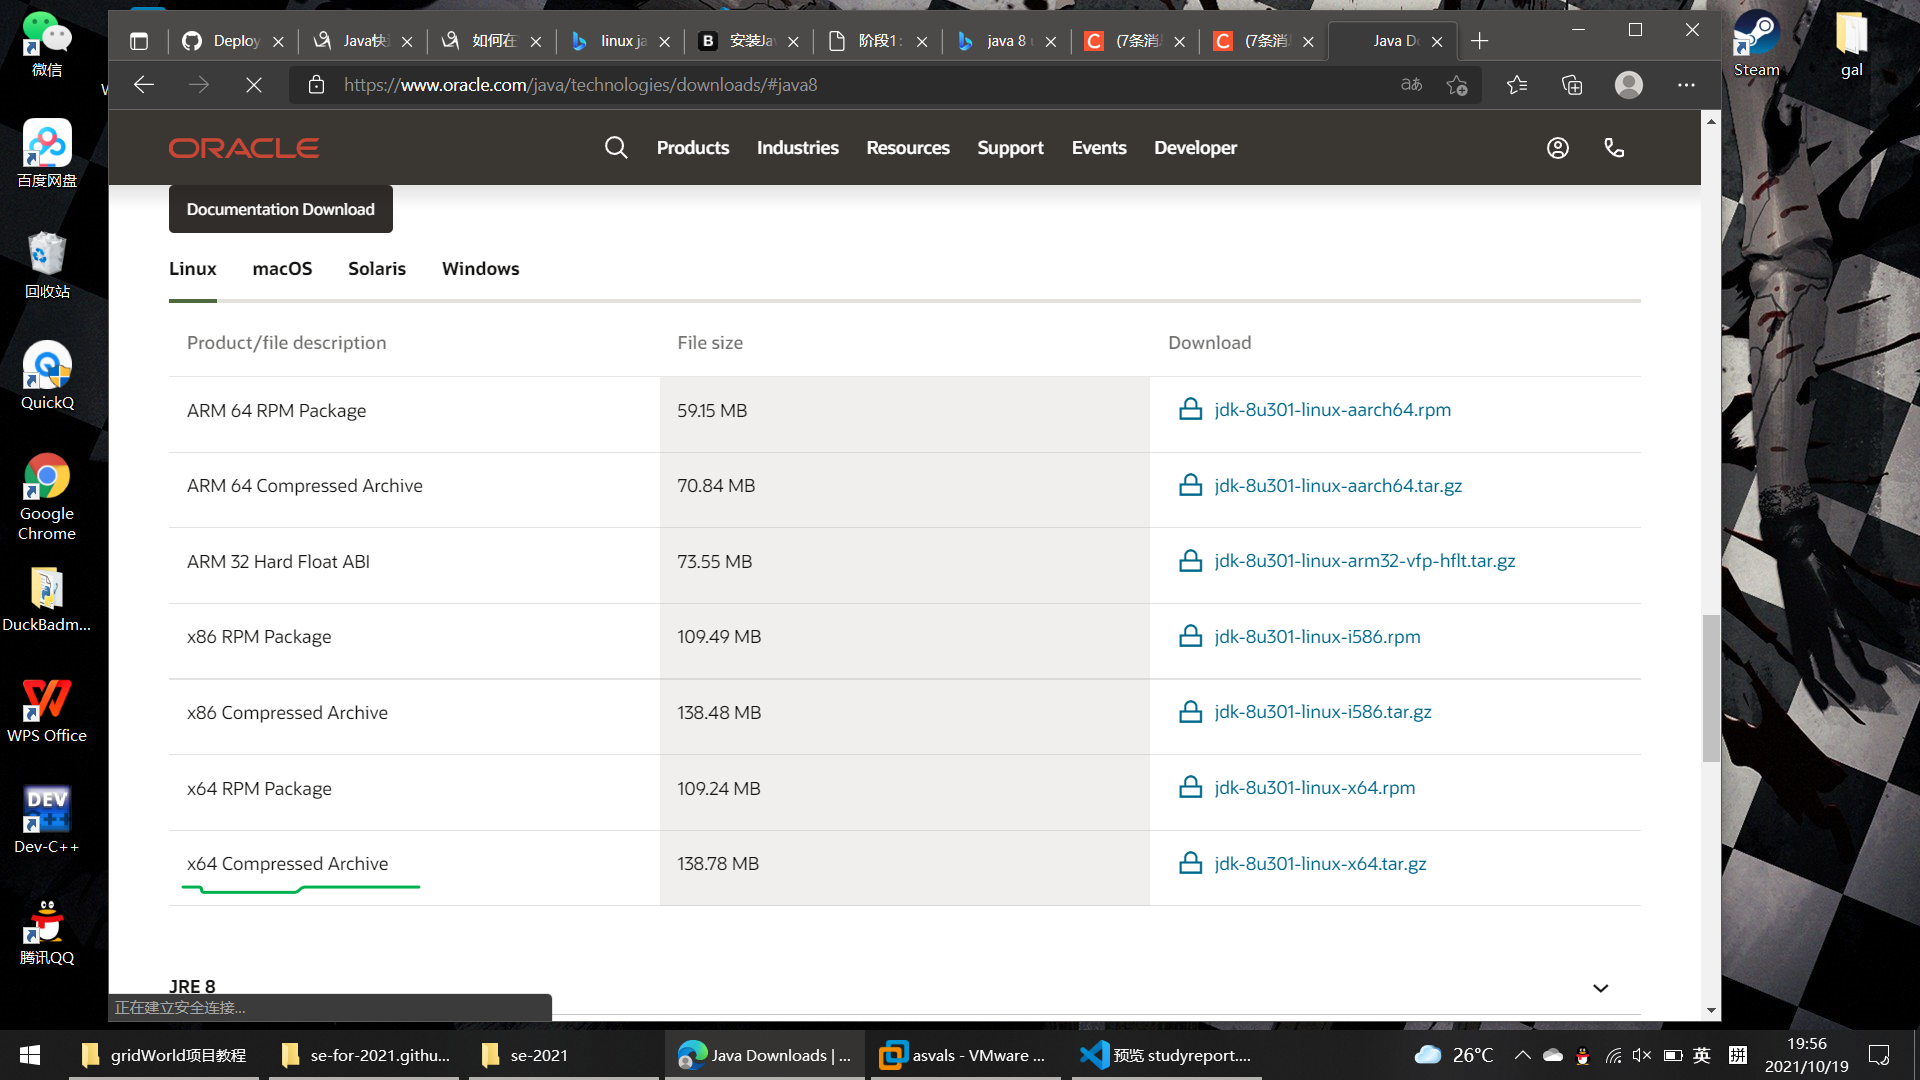 微信
百度网盘
回收站
QuickQ
Google
Chrome
DuckBadm...
WPS Office
DEV
Dev-C++
腾讯QQ
Steam
gal
Deploy
Java快
如何在
linux ja
安装Jav
阶段1:
java 8
(7条消
(7条消
Java Do
https://www.oracle.com/java/technologies/downloads/#java8
ORACLE
Products Industries Resources Support Events Developer
Documentation Download
Linux macOS Solaris Windows
Product/file description File size Download
ARM 64 RPM Package 59.15 MB jdk-8u301-linux-aarch64.rpm
ARM 64 Compressed Archive 70.84 MB jdk-8u301-linux-aarch64.tar.gz
ARM 32 Hard Float ABI 73.55 MB jdk-8u301-linux-arm32-vfp-hflt.tar.gz
x86 RPM Package 109.49 MB jdk-8u301-linux-i586.rpm
x86 Compressed Archive 138.48 MB jdk-8u301-linux-i586.tar.gz
x64 RPM Package 109.24 MB jdk-8u301-linux-x64.rpm
x64 Compressed Archive 138.78 MB jdk-8u301-linux-x64.tar.gz
JRE 8
正在建立安全连接...
gridWorld项目教程
se-for-2021.githu...
se-2021
Java Downloads | ...
asvals - VMware ...
预览 studyreport....
26°C
英
拼
19:56
2021/10/19